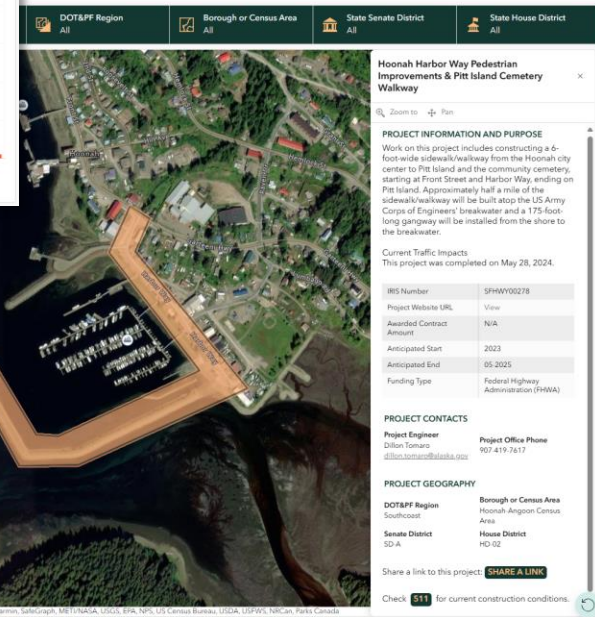 DOT&PF Region
All
Borough or Census Area
All
State Senate District
All
State House District
All
Hoonah Harbor Way Pedestrian
Improvements & Pitt Island Cemetery
Walkway
×
Zoom to Pan
PROJECT INFORMATION AND PURPOSE
Work on this project includes constructing a 6-
foot-wide sidewalk/walkway from the Hoonah city
center to Pitt Island and the community cemetery,
starting at Front Street and Harbor Way, ending on
Pitt Island. Approximately half a mile of the
sidewalk/walkway will be built atop the US Army
Corps of Engineers' breakwater and a 175-foot-
long gangway will be installed from the shore to
the breakwater.
Current Traffic Impacts
This project was completed on May 28, 2024.
IRIS Number SFHWY00278
Project Website URL View
Awarded Contract
Amount
N/A
Anticipated Start 2023
Anticipated End 05-2025
Funding Type Federal Highway
Administration (FHWA)
PROJECT CONTACTS
Project Engineer
Dillon Tomaro
dillon.tomaro@alaska.gov
Project Office Phone
907-419-7617
PROJECT GEOGRAPHY
DOT&PF Region
Southcoast
Borough or Census Area
Hoonah-Angoon Census
Area
Senate District
SD-A
House District
HD-02
Share a link to this project: SHARE A LINK
Check 511 for current construction conditions.
Hoonah
Harbor Way
Harbor Way
armin, SafeGraph, METI/NASA, USGS, EPA, NPS, US Census Bureau, USDA, USFWS, NRCan, Parks Canada